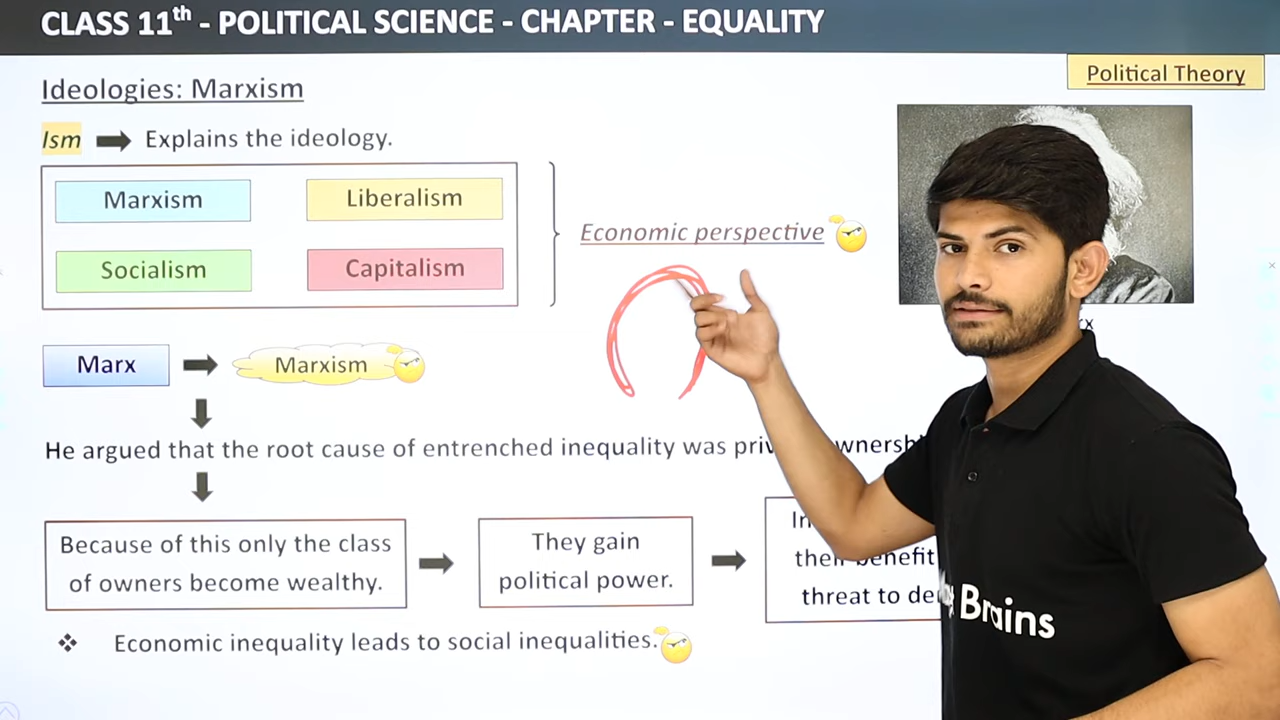 CLASS 11th - POLITICAL SCIENCE - CHAPTER - EQUALITY
Political Theory
Ideologies: Marxism
Ism Explains the ideology.
Marxism Liberalism
Economic perspective
Socialism Capitalism
Marx Marxism
He argued that the root cause of entrenched inequality was
Because of this only the class
of owners become wealthy.
They gain
political power.
their benefit
threat to
Economic inequality leads to social inequalities.
Brains